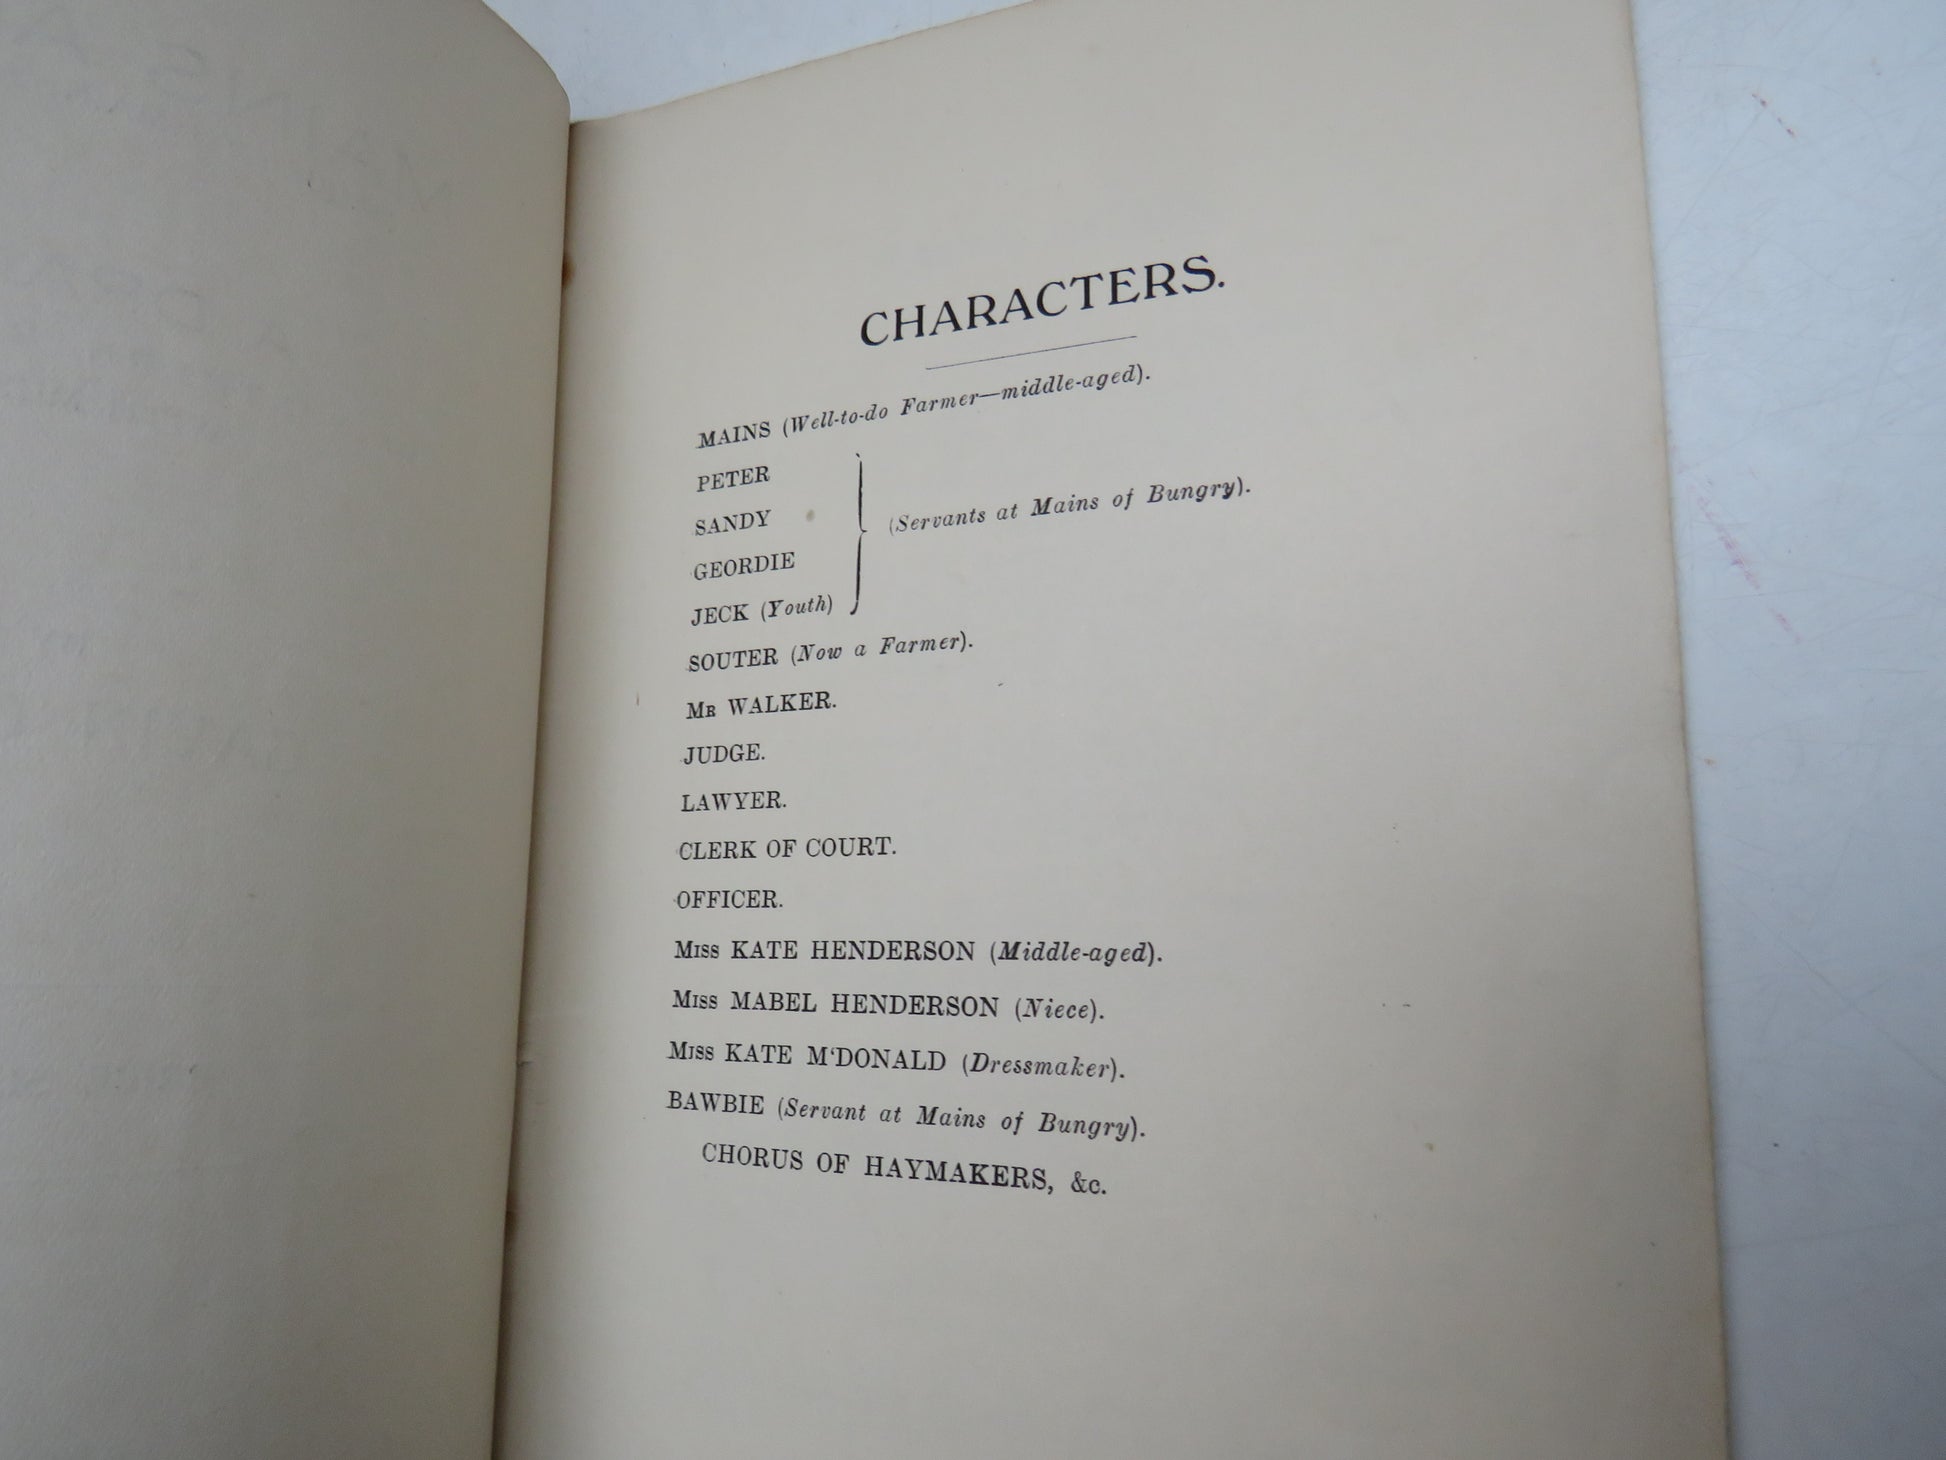 CHARACTERS.
MAINS (Well-to-do Farmer—middle-aged).
PETER
SANDY
(Servants at Mains of Bungry).
GEORDIE
JECK (Youth)
SOUTER (Now a Farmer).
MR WALKER.
JUDGE.
LAWYER.
CLERK OF COURT.
OFFICER.
MISS KATE HENDERSON (Middle-aged).
MISS MABEL HENDERSON (Niece).
MISS KATE M‘DONALD (Dressmaker).
BAWBIE (Servant at Mains of Bungry).
CHORUS OF HAYMAKERS, &c.